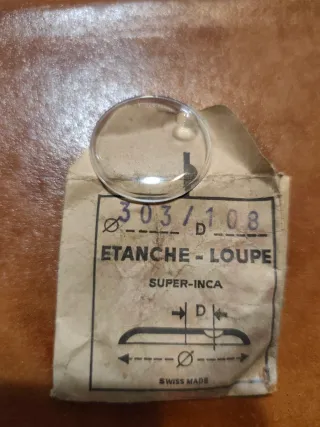 Ø 303/ D 108
ETANCHE - LOUPE
SUPER-INCA
D
Ø
SWISS MADE